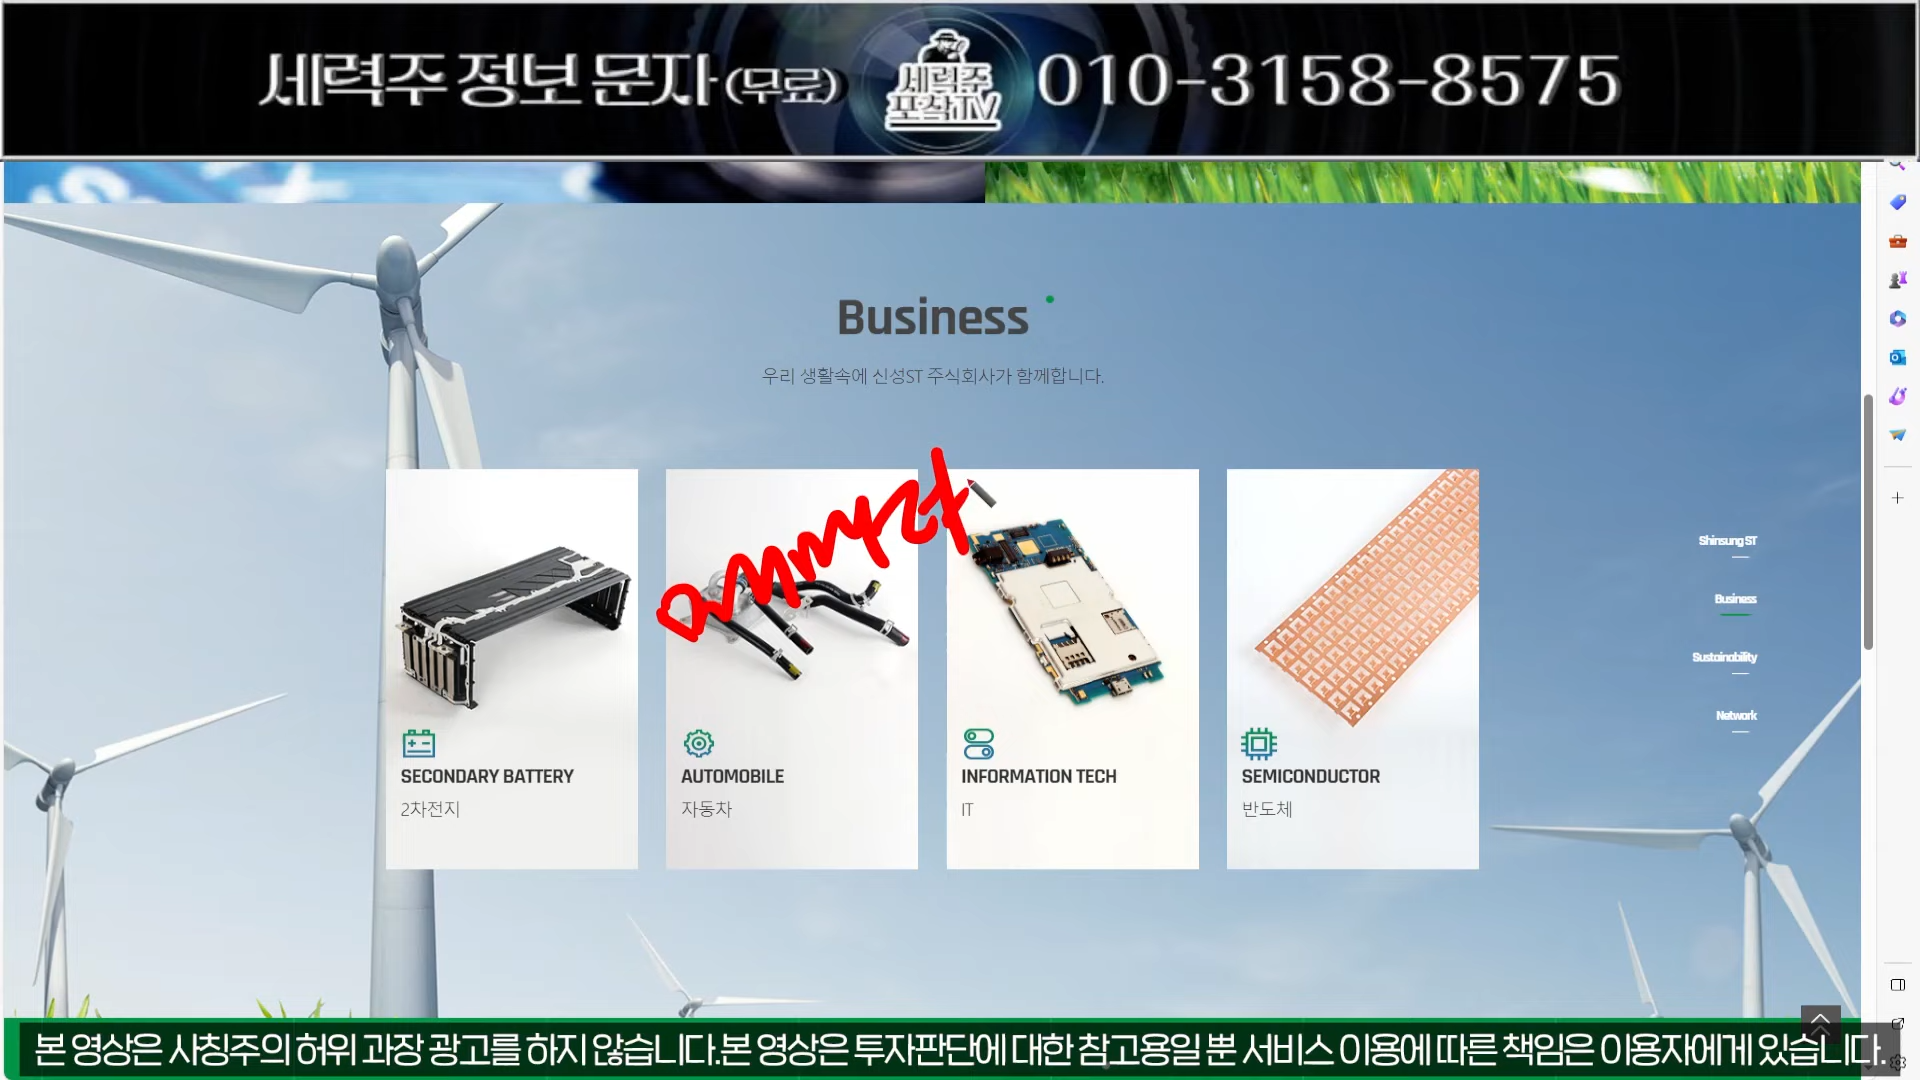 세력주 정보 문자 (무료)
세력주
포착TV
010-3158-8575
Business
우리 생활속에 신성ST 주식회사가 함께합니다.
SECONDARY BATTERY
2차전지
AUTOMOBILE
자동차
INFORMATION TECH
IT
SEMICONDUCTOR
반도체
Shinsung ST
Business
Sustainability
Network
본 영상은 사칭주의 허위 과장 광고를 하지 않습니다.본 영상은 투자판단에 대한 참고용일 뿐 서비스 이용에 따른 책임은 이용자에게 있습니다.